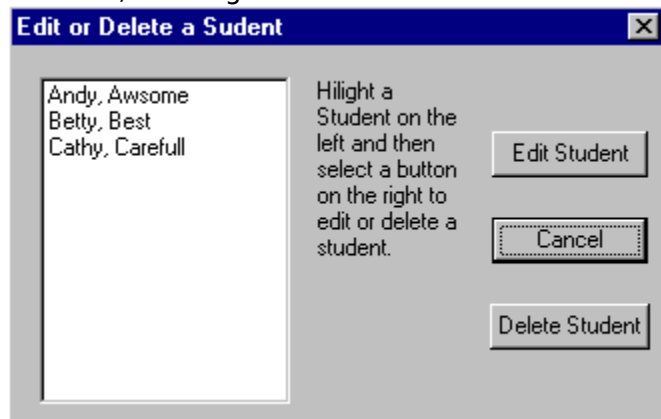 Edit or Delete a Sudent
Andy, Awsome
Betty, Best
Cathy, Carefull
Hilight a
Student on the
left and then
select a button
on the right to
edit or delete a
student.
Edit Student
Cancel
Delete Student